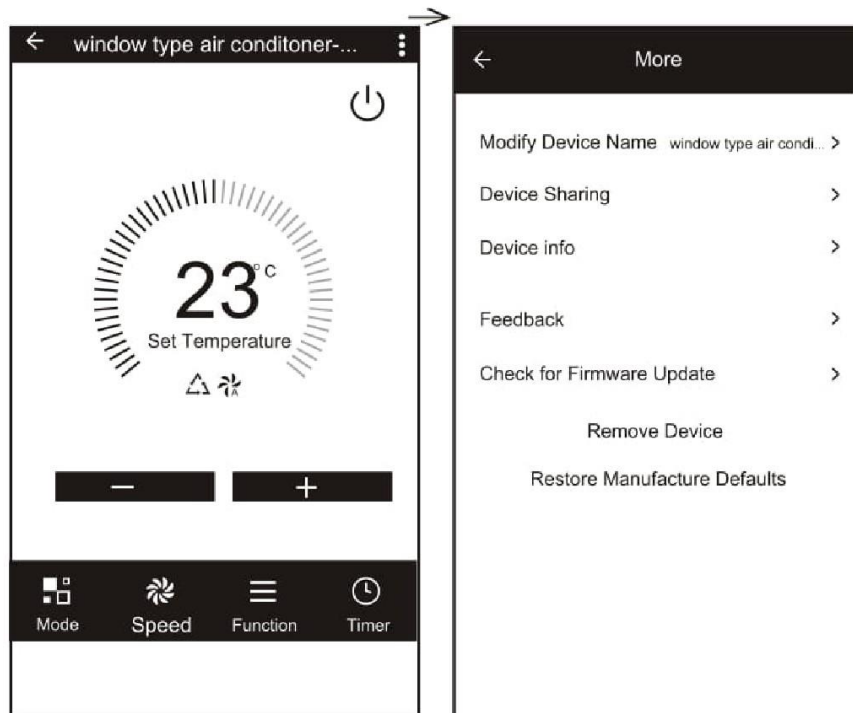 window type air conditoner-...
23°C
Set Temperature
A
−
+
Mode Speed Function Timer
More
Modify Device Name window type air condi... >
Device Sharing >
Device info >
Feedback >
Check for Firmware Update >
Remove Device
Restore Manufacture Defaults